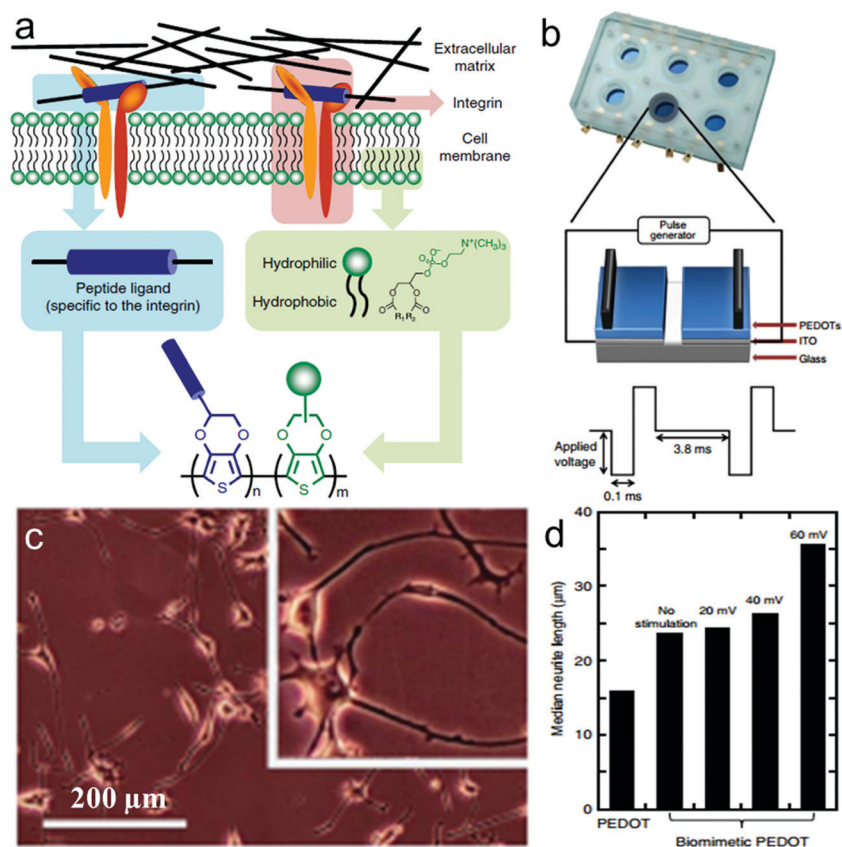 a
Extracellular
matrix
Integrin
Cell
membrane
Peptide ligand
(specific to the integrin)
Hydrophilic
Hydrophobic
O
O⁻
P
O
O
N⁺(CH₃)₃
O
O
O
O
R₁ R₂
O
O
S
n
O
O
S
m
b
Pulse
generator
PEDOTs
ITO
Glass
Applied
voltage
3.8 ms
0.1 ms
c
200 µm
d
Median neurite length (µm)
40
30
20
10
0
No
stimulation
20 mV
40 mV
60 mV
PEDOT
Biomimetic PEDOT